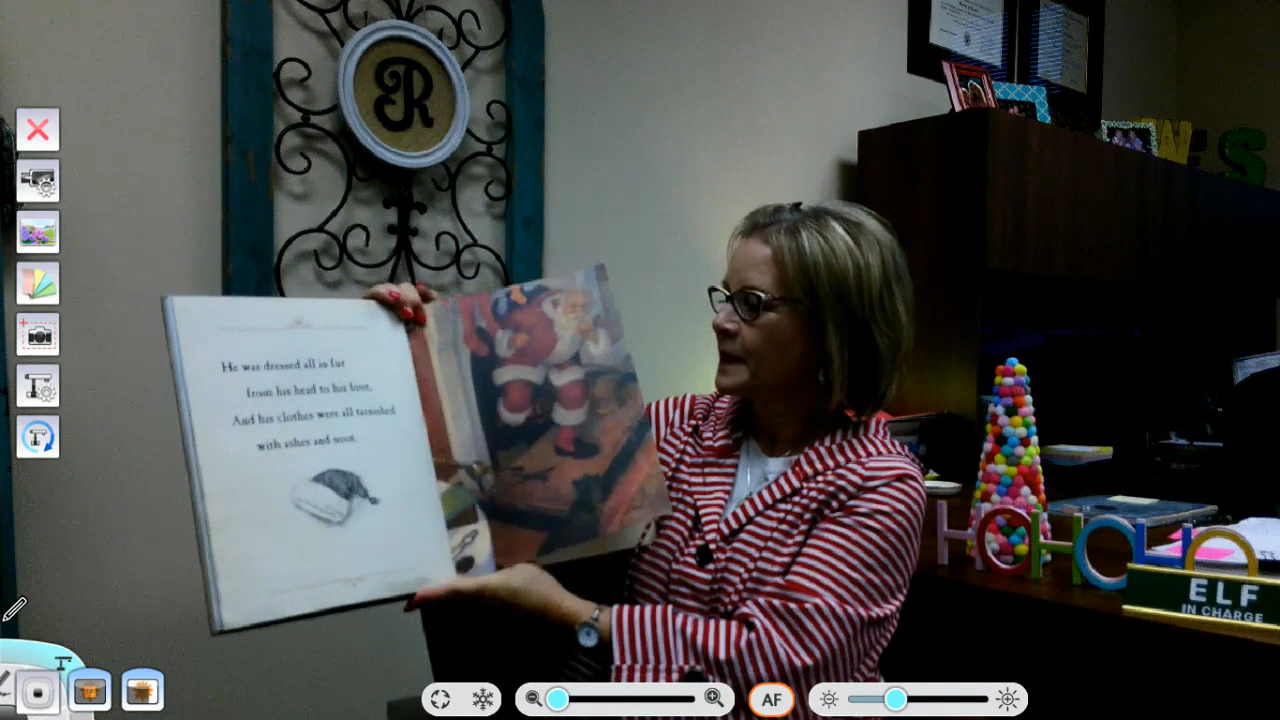 R
W S
He was dressed all in fur
from his head to his foot,
And his clothes were all tarnished
with ashes and soot.
HOHOHO
ELF
IN CHARGE
AF